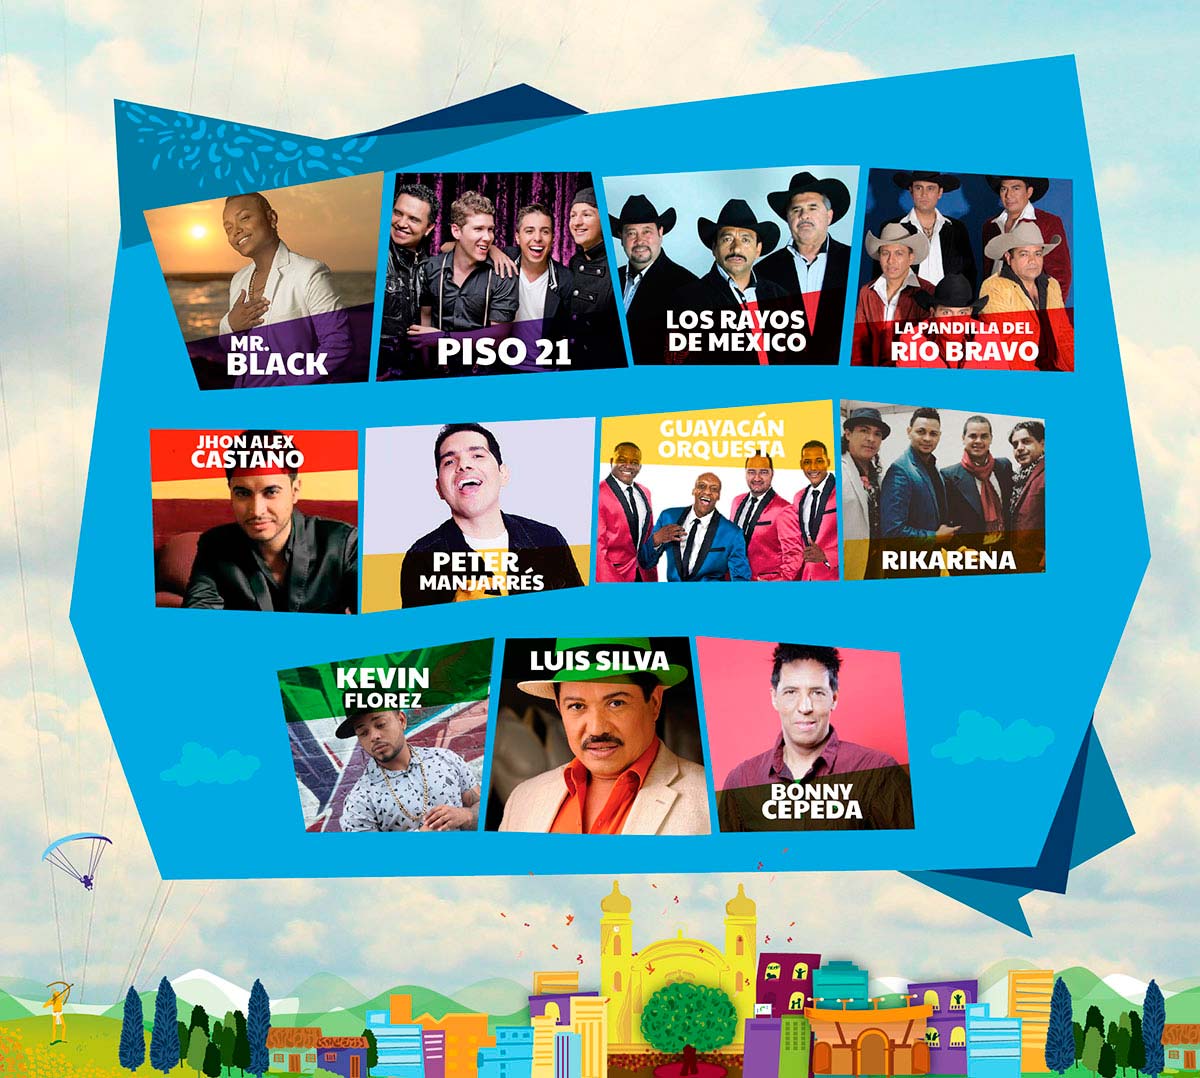 MR.
BLACK
PISO 21
LOS RAYOS
DE MÉXICO
LA PANDILLA DEL
RÍO BRAVO
JHON ALEX
CASTAÑO
PETER
MANJARRÉS
GUAYACÁN
ORQUESTA
RIKARENA
KEVIN
FLOREZ
LUIS SILVA
BONNY
CEPEDA